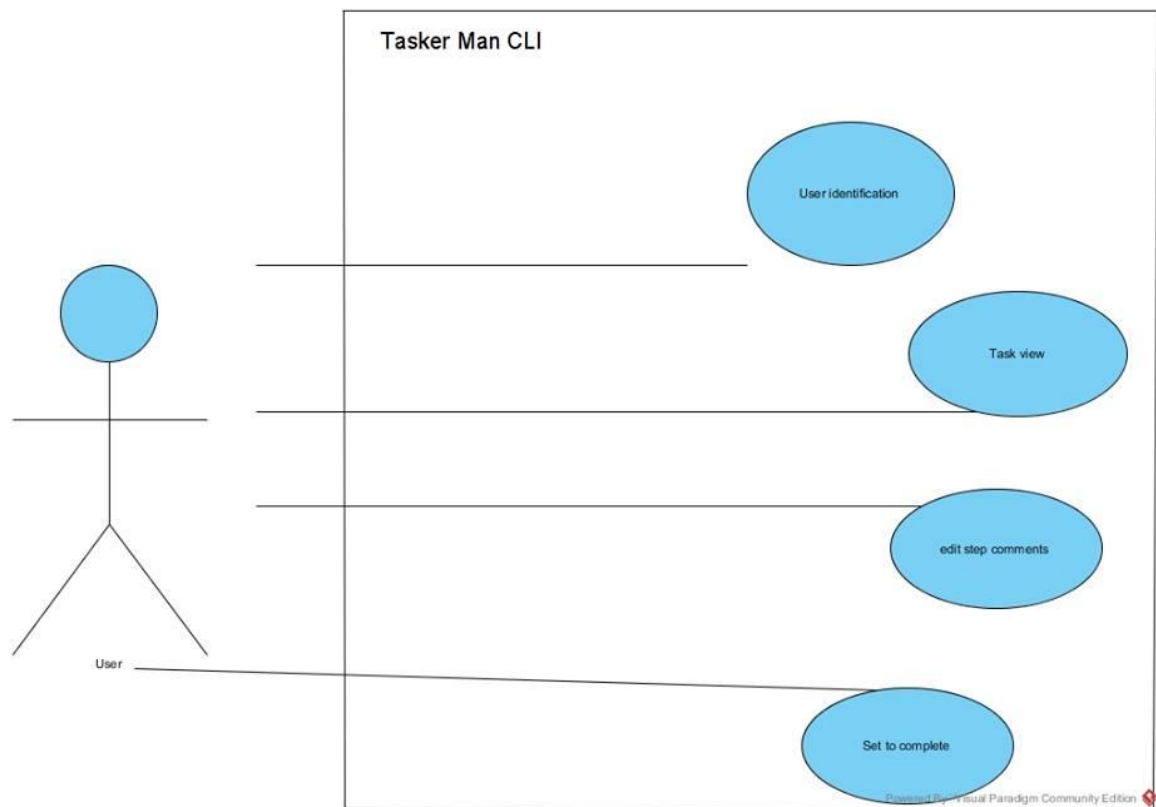 Tasker Man CLI
User identification
Task view
edit step comments
User
Set to complete
Powered By Visual Paradigm Community Edition